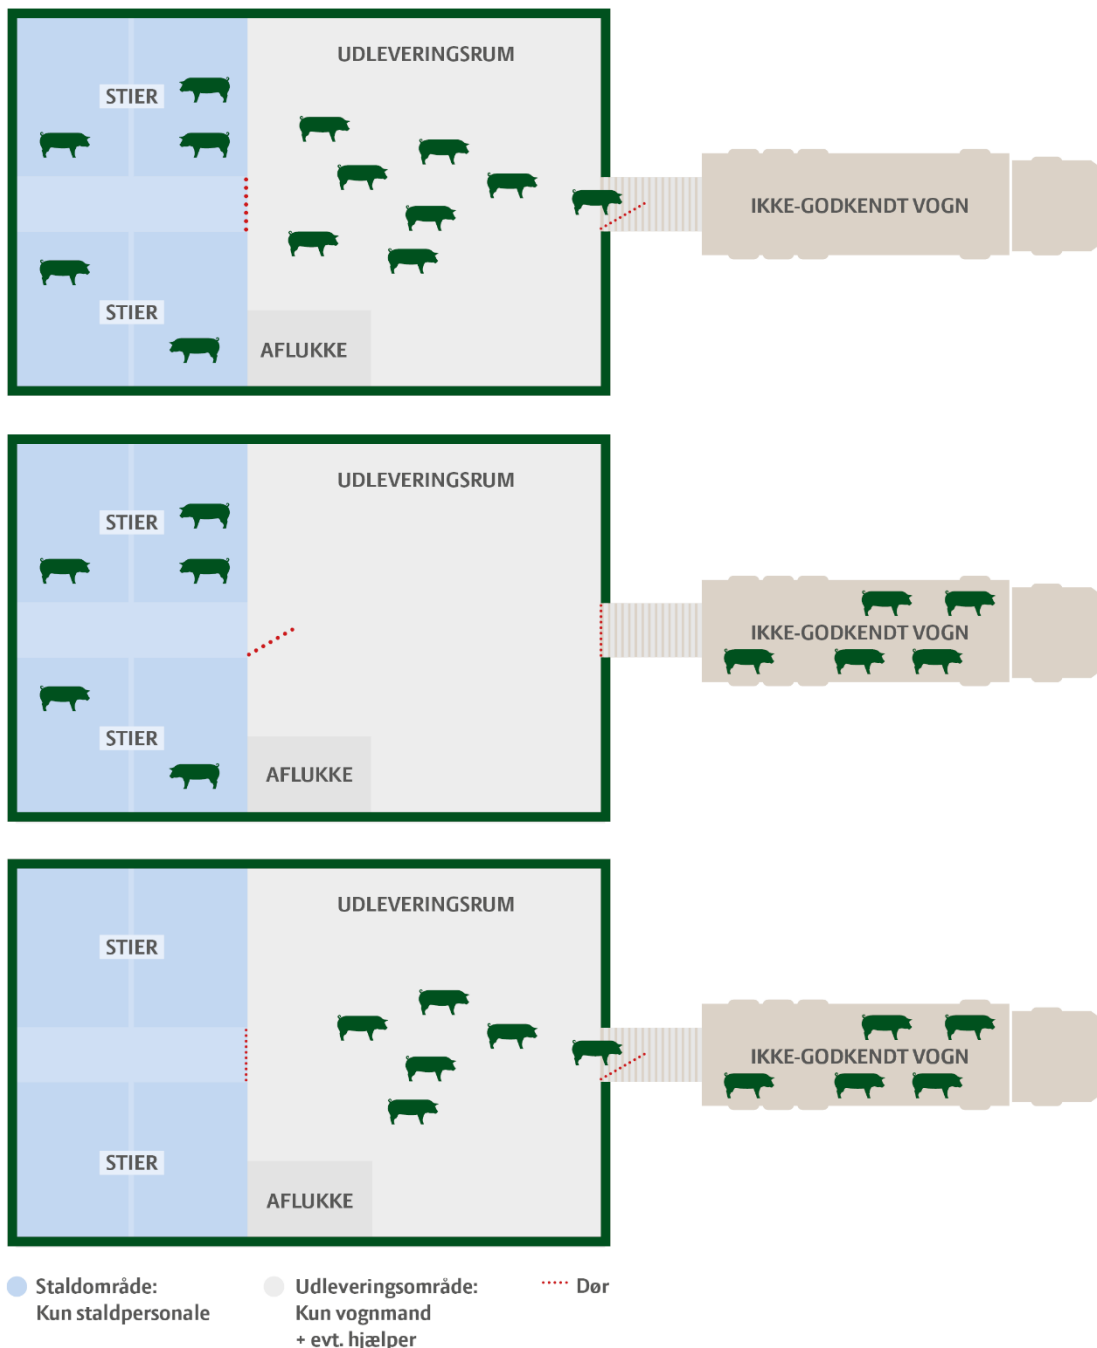 UDLEVERINGSRUM
STIER
IKKE-GODKENDT VOGN
STIER
AFLUKKE
UDLEVERINGSRUM
STIER
IKKE-GODKENDT VOGN
STIER
AFLUKKE
UDLEVERINGSRUM
STIER
IKKE-GODKENDT VOGN
STIER
AFLUKKE
Staldområde:
Kun staldpersonale
Udleveringsområde:
Kun vognmand
+ evt. hjælper
Dør